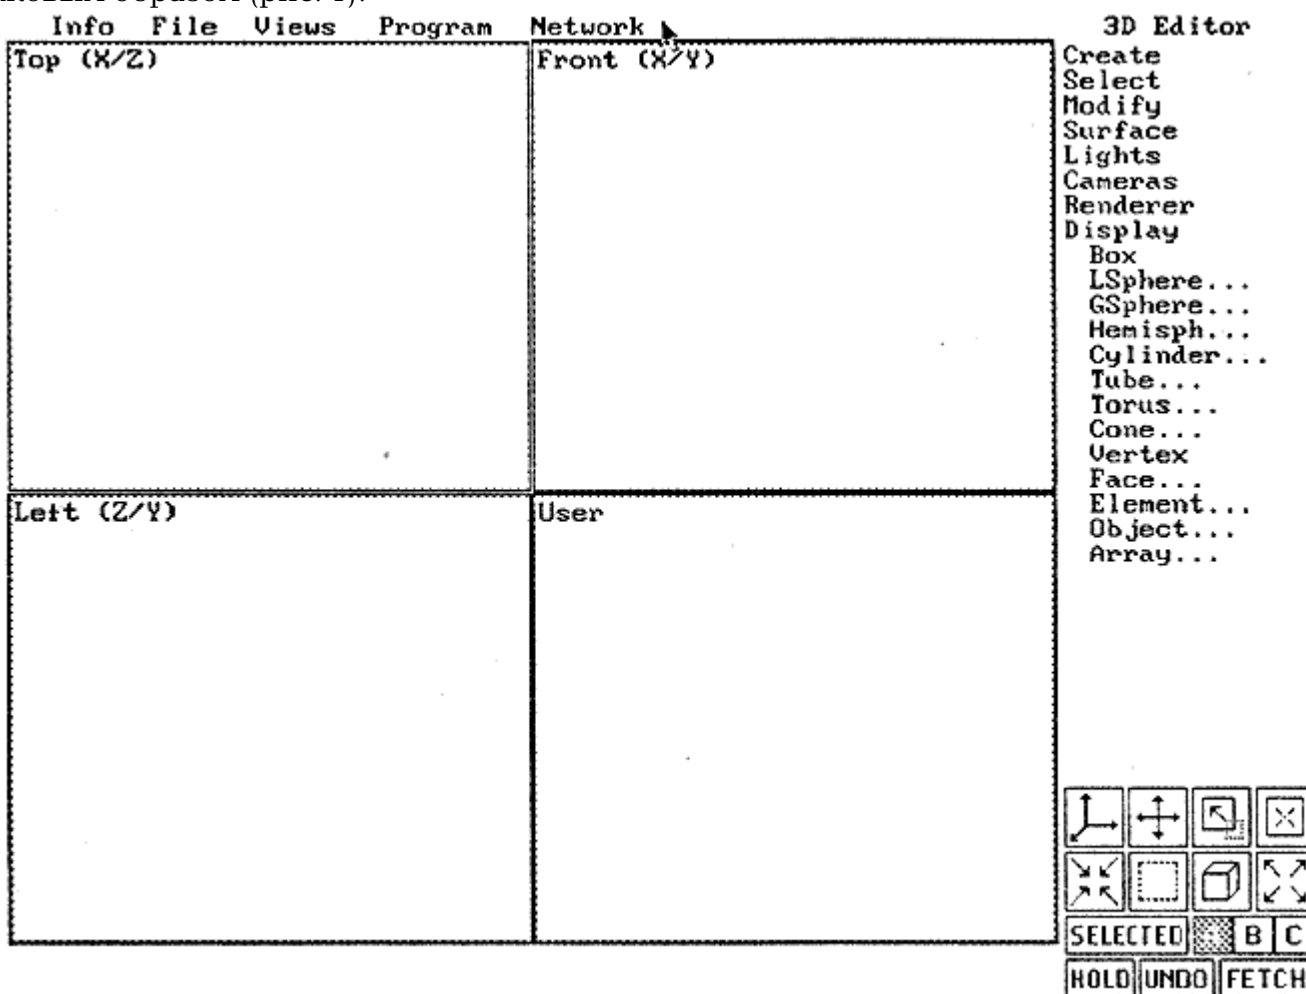 Info File Views Program Network 3D Editor
Top (X/Z)
Front (X/Y)
Left (Z/Y)
User
Create
Select
Modify
Surface
Lights
Cameras
Renderer
Display
Box
LSphere...
GSphere...
Hemisph...
Cylinder...
Tube...
Torus...
Cone...
Vertex
Face...
Element...
Object...
Array...
SELECTED B C
HOLD UNDO FETCH